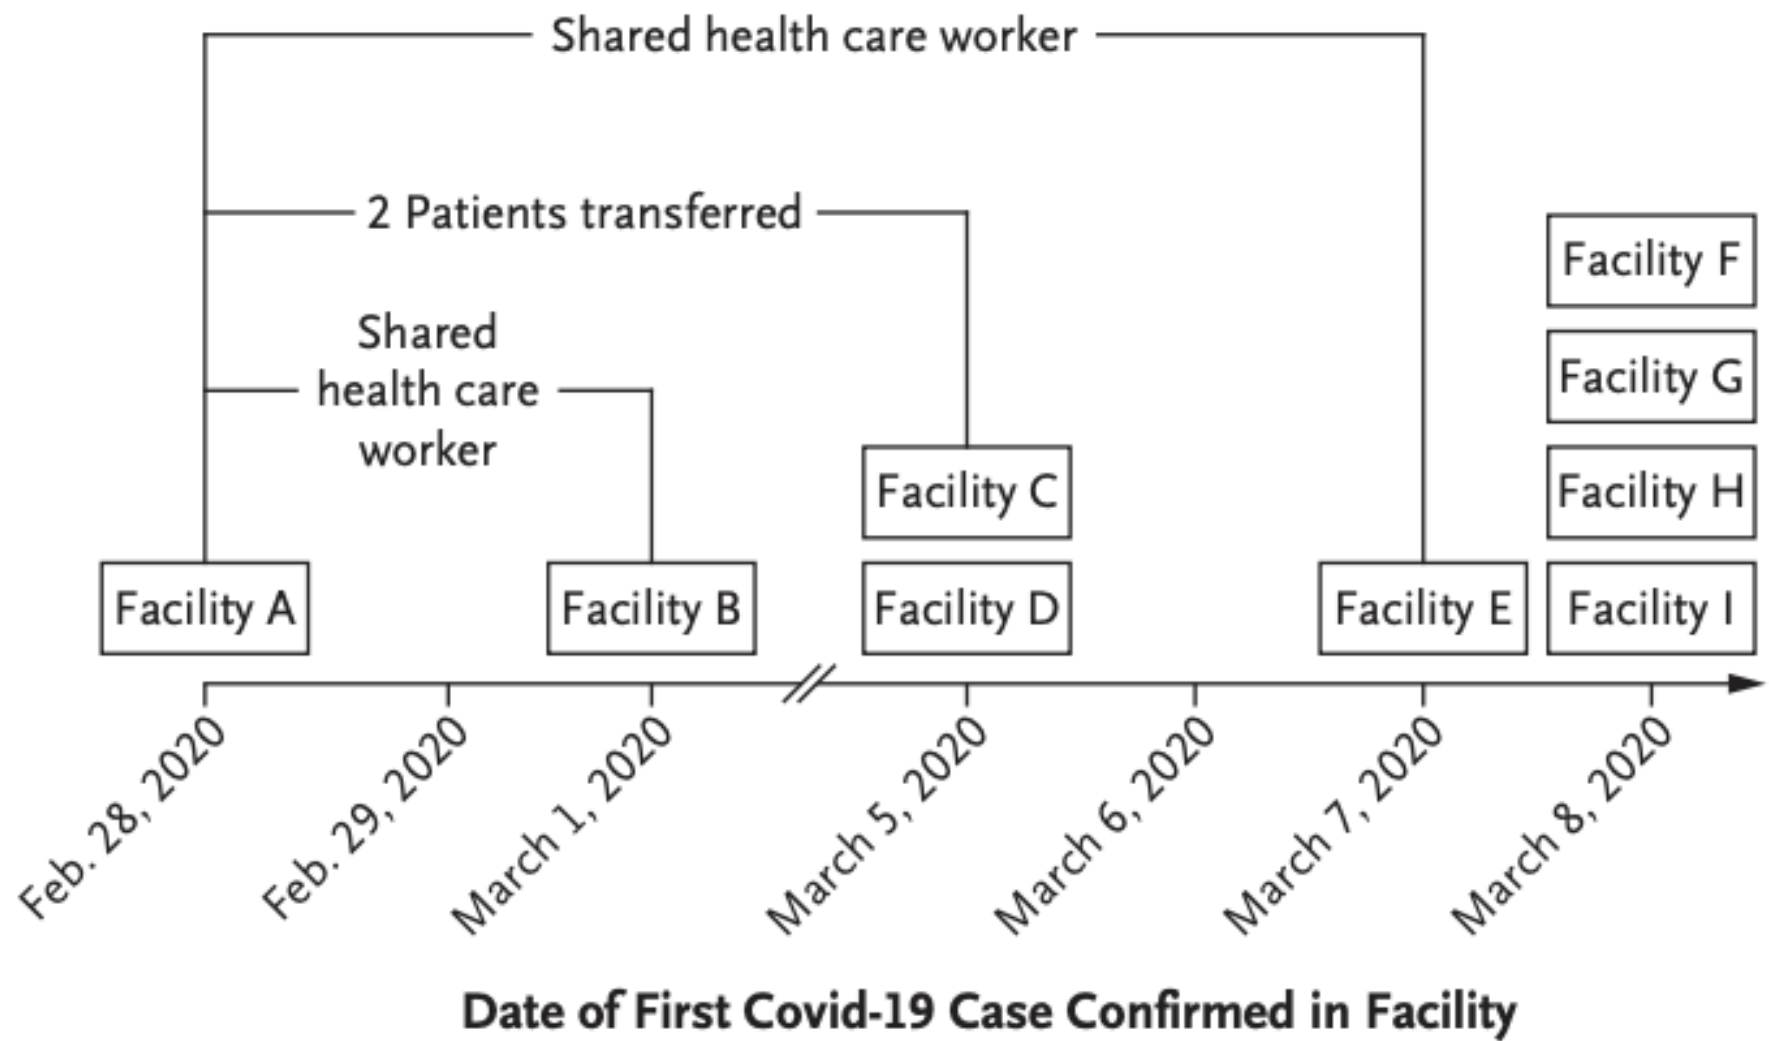 Shared health care worker
2 Patients transferred
Shared
health care
worker
Facility A
Facility B
Facility C
Facility D
Facility E
Facility F
Facility G
Facility H
Facility I
Feb. 28, 2020
Feb. 29, 2020
March 1, 2020
March 5, 2020
March 6, 2020
March 7, 2020
March 8, 2020
Date of First Covid-19 Case Confirmed in Facility